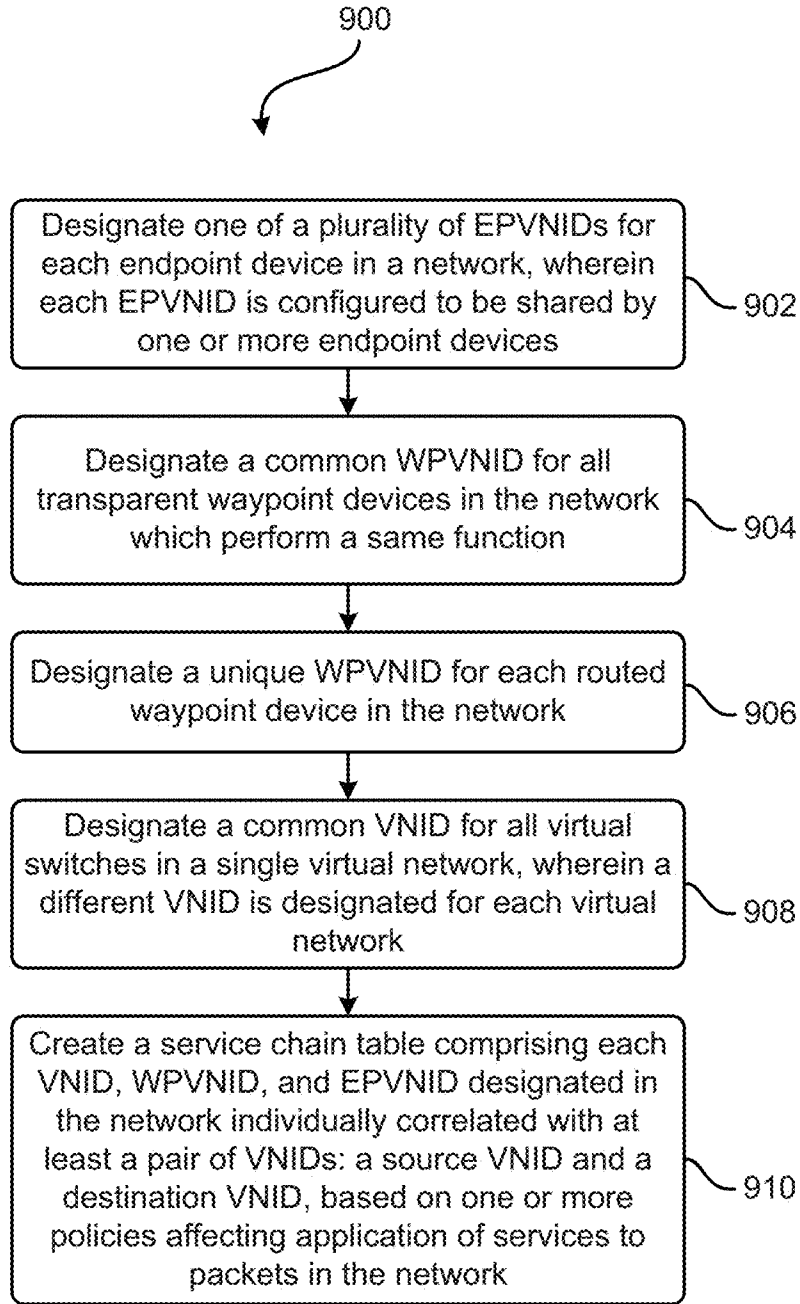 900
Designate one of a plurality of EPVNIDs for
each endpoint device in a network, wherein
each EPVNID is configured to be shared by
one or more endpoint devices
902
Designate a common WPVNID for all
transparent waypoint devices in the network
which perform a same function
904
Designate a unique WPVNID for each routed
waypoint device in the network
906
Designate a common VNID for all virtual
switches in a single virtual network, wherein a
different VNID is designated for each virtual
network
908
Create a service chain table comprising each
VNID, WPVNID, and EPVNID designated in
the network individually correlated with at
least a pair of VNIDs: a source VNID and a
destination VNID, based on one or more
policies affecting application of services to
packets in the network
910